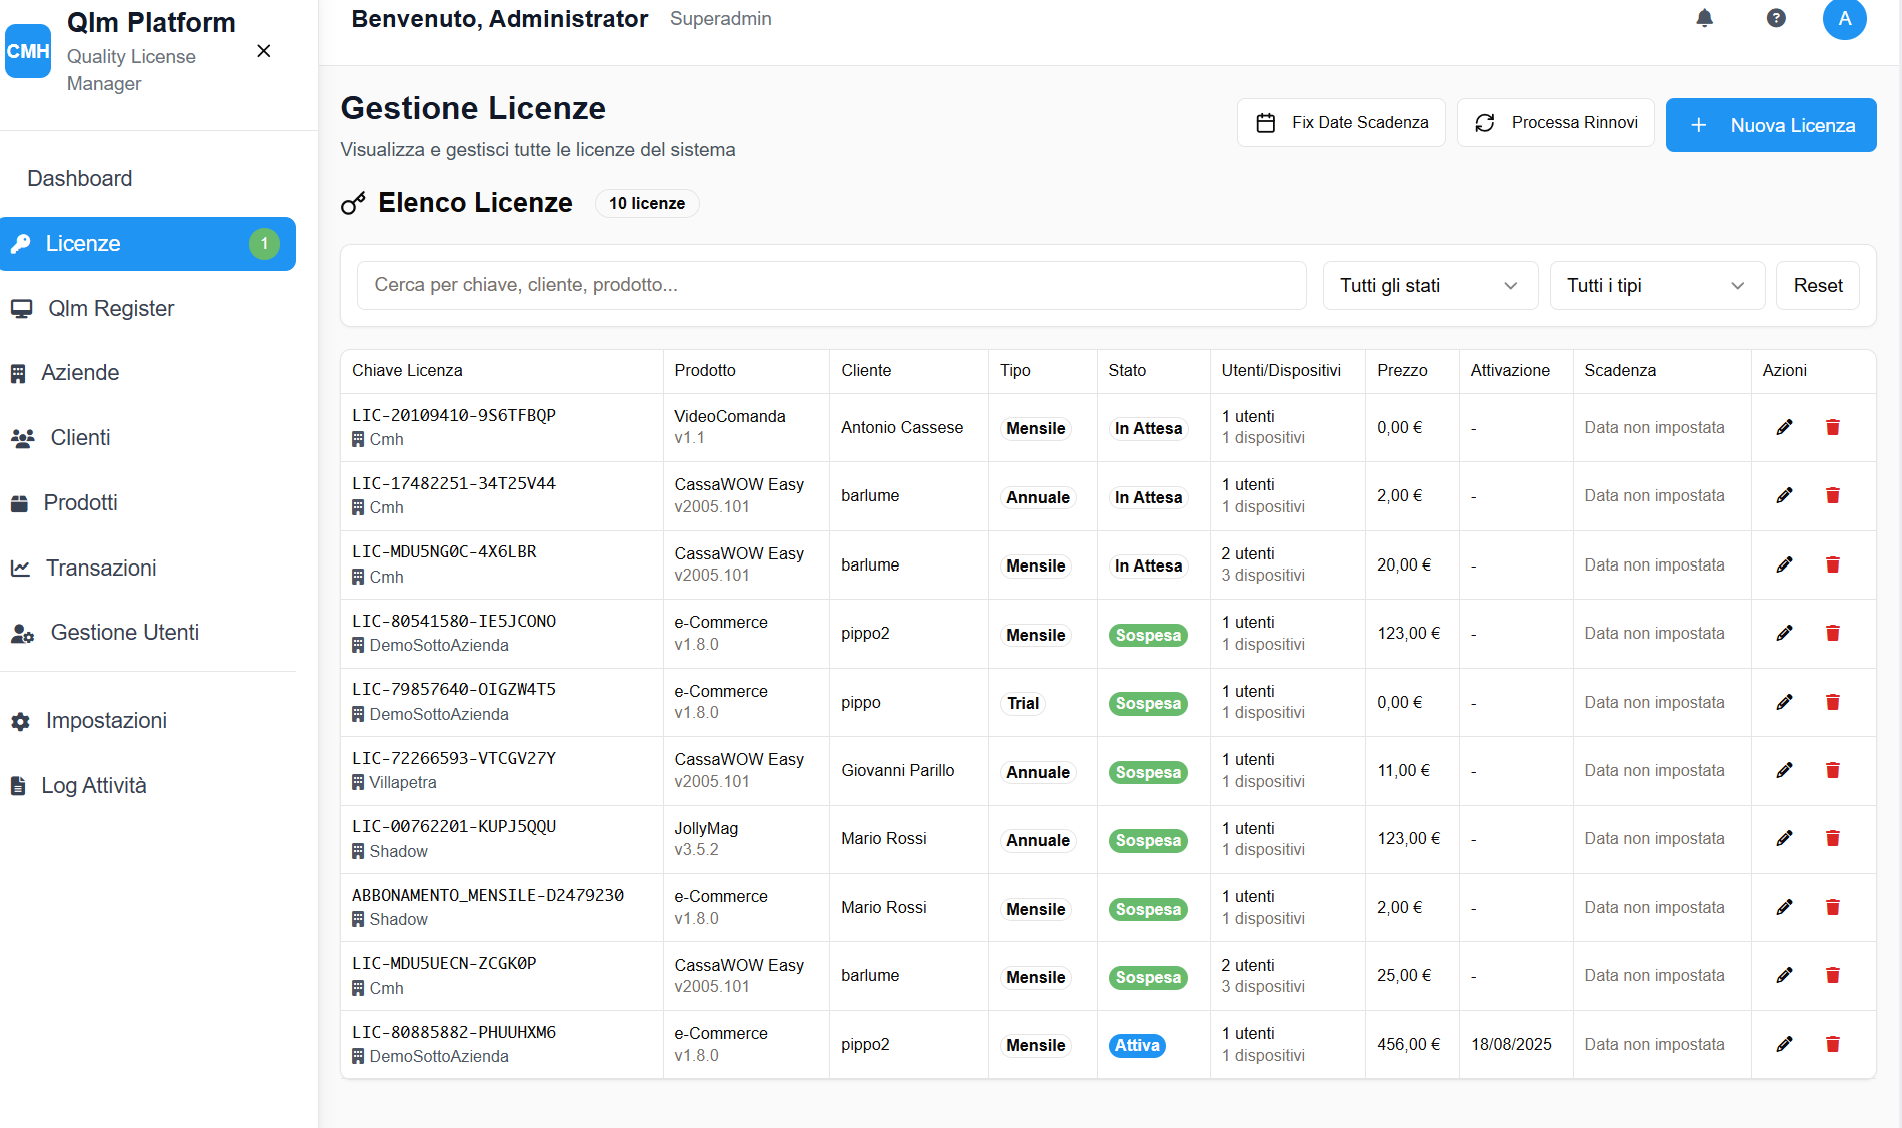 CMH
Qlm Platform
Quality License
Manager
Benvenuto, Administrator
Superadmin
?
A
Dashboard
Licenze
1
Qlm Register
Aziende
Clienti
Prodotti
Transazioni
Gestione Utenti
Impostazioni
Log Attività
Gestione Licenze
Visualizza e gestisci tutte le licenze del sistema
Fix Date Scadenza
Processa Rinnovi
+ Nuova Licenza
Elenco Licenze
10 licenze
Cerca per chiave, cliente, prodotto...
Tutti gli stati
Tutti i tipi
Reset
Chiave Licenza Prodotto Cliente Tipo Stato Utenti/Dispositivi Prezzo Attivazione Scadenza Azioni
LIC-20109410-9S6TFBQP VideoComanda Antonio Cassese Mensile In Attesa 1 utenti 0,00 € - Data non impostata
Cmh v1.1 1 dispositivi
LIC-17482251-34T25V44 CassaWOW Easy barlume Annuale In Attesa 1 utenti 2,00 € - Data non impostata
Cmh v2005.101 1 dispositivi
LIC-MDU5NG0C-4X6LBR CassaWOW Easy barlume Mensile In Attesa 2 utenti 20,00 € - Data non impostata
Cmh v2005.101 3 dispositivi
LIC-80541580-IE5JCONO e-Commerce pippo2 Mensile Sospesa 1 utenti 123,00 € - Data non impostata
DemoSottoAzienda v1.8.0 1 dispositivi
LIC-79857640-OIGZW4T5 e-Commerce pippo Trial Sospesa 1 utenti 0,00 € - Data non impostata
DemoSottoAzienda v1.8.0 1 dispositivi
LIC-72266593-VTCGV27Y CassaWOW Easy Giovanni Parillo Annuale Sospesa 1 utenti 11,00 € - Data non impostata
Villapetra v2005.101 1 dispositivi
LIC-00762201-KUPJ5QQU JollyMag Mario Rossi Annuale Sospesa 1 utenti 123,00 € - Data non impostata
Shadow v3.5.2 1 dispositivi
ABBONAMENTO_MENSILE-D2479230 e-Commerce Mario Rossi Mensile Sospesa 1 utenti 2,00 € - Data non impostata
Shadow v1.8.0 1 dispositivi
LIC-MDU5UECN-ZCGK0P CassaWOW Easy barlume Mensile Sospesa 2 utenti 25,00 € - Data non impostata
Cmh v2005.101 3 dispositivi
LIC-80885882-PHUUHXM6 e-Commerce pippo2 Mensile Attiva 1 utenti 456,00 € 18/08/2025 Data non impostata
DemoSottoAzienda v1.8.0 1 dispositivi